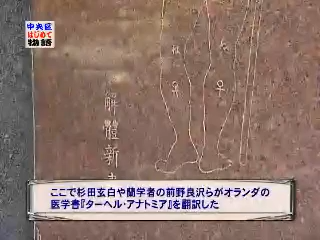 中央区
はじめて
物語
解體新
ここで杉田玄白や蘭学者の前野良沢らがオランダの
医学書『ターヘル・アナトミア』を翻訳した